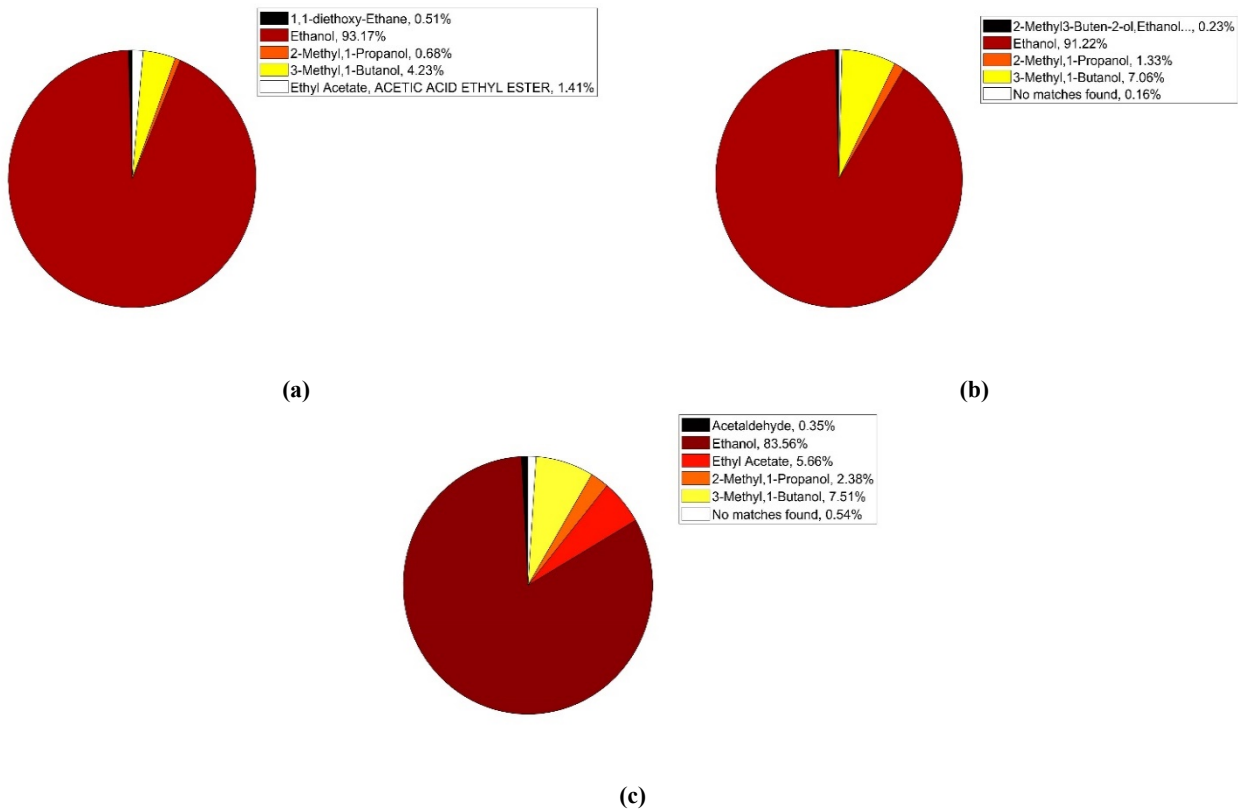 1,1-diethoxy-Ethane, 0.51%
Ethanol, 93.17%
2-Methyl,1-Propanol, 0.68%
3-Methyl,1-Butanol, 4.23%
Ethyl Acetate, ACETIC ACID ETHYL ESTER, 1.41%
(a)
2-Methyl3-Buten-2-ol,Ethanol..., 0.23%
Ethanol, 91.22%
2-Methyl,1-Propanol, 1.33%
3-Methyl,1-Butanol, 7.06%
No matches found, 0.16%
(b)
Acetaldehyde, 0.35%
Ethanol, 83.56%
Ethyl Acetate, 5.66%
2-Methyl,1-Propanol, 2.38%
3-Methyl,1-Butanol, 7.51%
No matches found, 0.54%
(c)